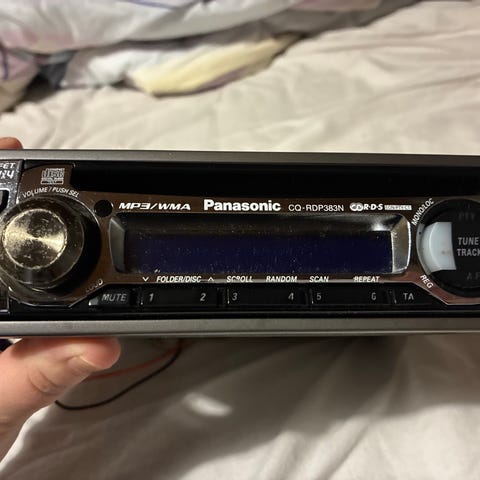 VOLUME / PUSH SEL
MP3/WMA Panasonic CQ-RDP383N R·D·S
MONO/LOC
PTY
TUNE
TRACK
A.F
REG
FOLDER/DISC SCROLL RANDOM SCAN REPEAT
MUTE 1 2 3 4 5 6 TA